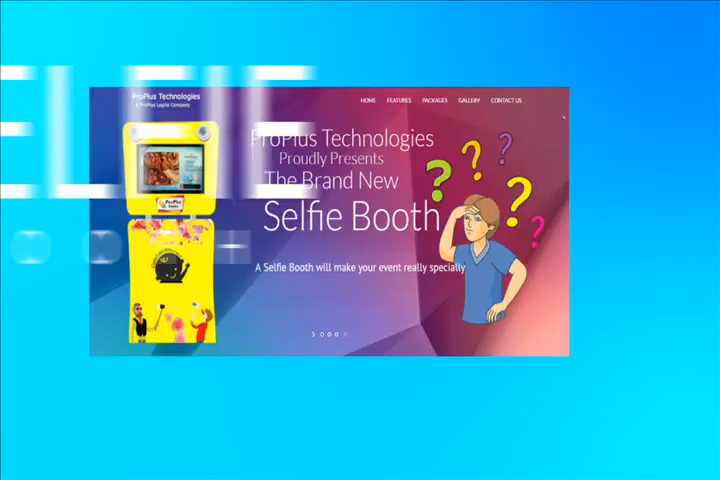 ProPlus Technologies
A ProPlus Logics Company
HOME FEATURES PACKAGES GALLERY CONTACT US
ProPlus Technologies
Proudly Presents
The Brand New
Selfie Booth
A Selfie Booth will make your event really specially
? ? ? ? ?
ProPlus